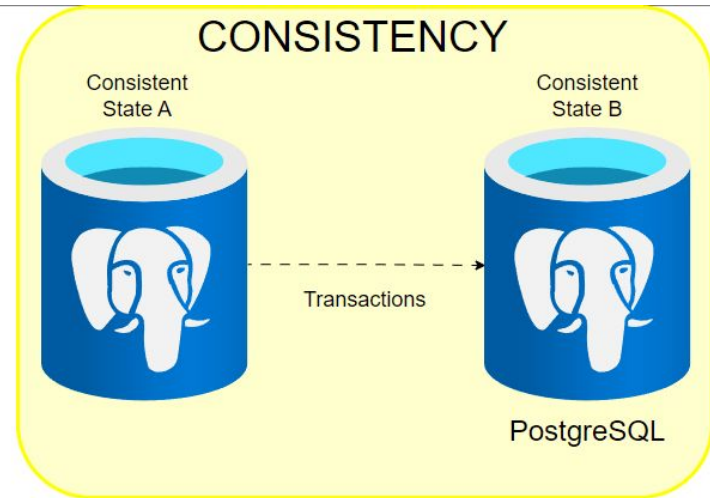 CONSISTENCY
Consistent
State A
Consistent
State B
Transactions
PostgreSQL